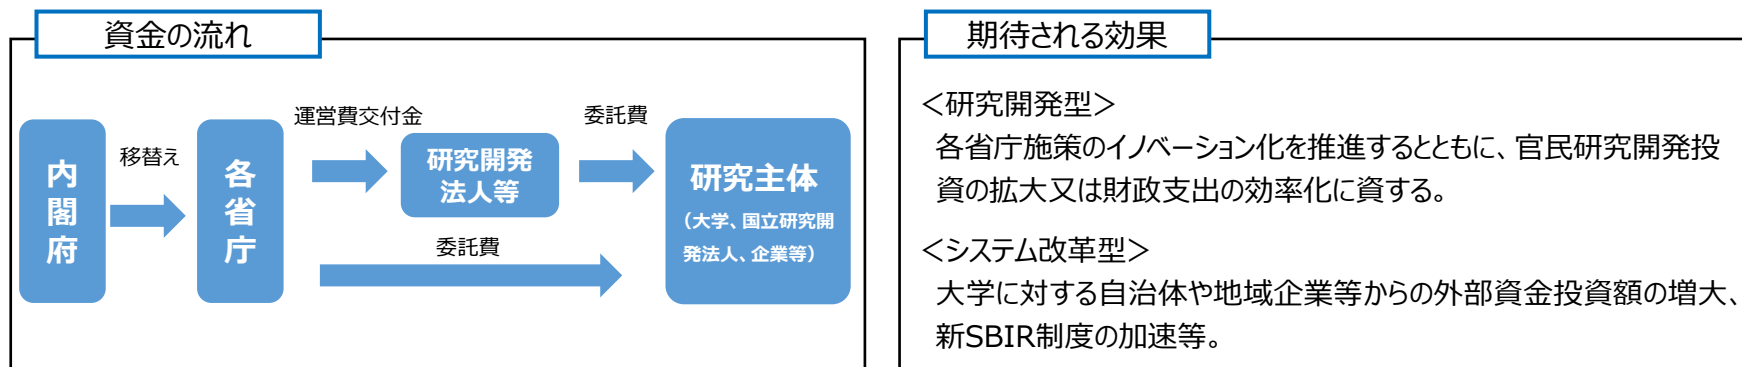 資金の流れ
内閣府
移替え
各省庁
運営費交付金
研究開発
法人等
委託費
委託費
研究主体
（大学、国立研究開
発法人、企業等）
期待される効果
＜研究開発型＞
各省庁施策のイノベーション化を推進するとともに、官民研究開発投
資の拡大又は財政支出の効率化に資する。
＜システム改革型＞
大学に対する自治体や地域企業等からの外部資金投資額の増大、
新SBIR制度の加速等。